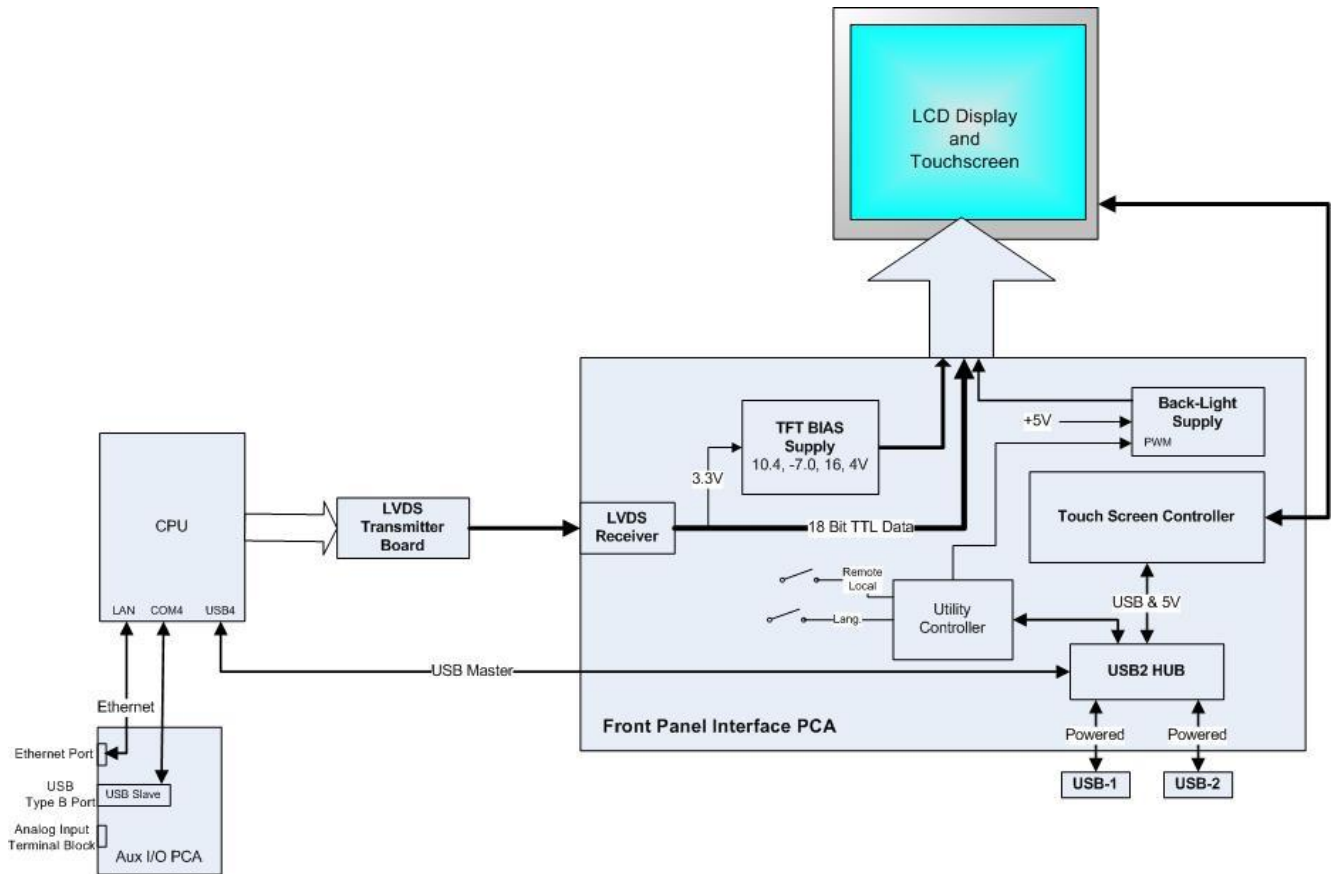 LCD Display
and
Touchscreen
Back-Light
Supply
+5V
PWM
TFT BIAS
Supply
10.4, -7.0, 16, 4V
3.3V
CPU
LVDS
Transmitter
Board
LVDS
Receiver
18 Bit TTL Data
Touch Screen Controller
Remote
Local
Lang.
Utility
Controller
USB & 5V
LAN
COM4
USB4
USB Master
USB2 HUB
Ethernet
Front Panel Interface PCA
Powered
Powered
Ethernet Port
USB
Type B Port
USB Slave
USB-1
USB-2
Analog Input
Terminal Block
Aux I/O PCA